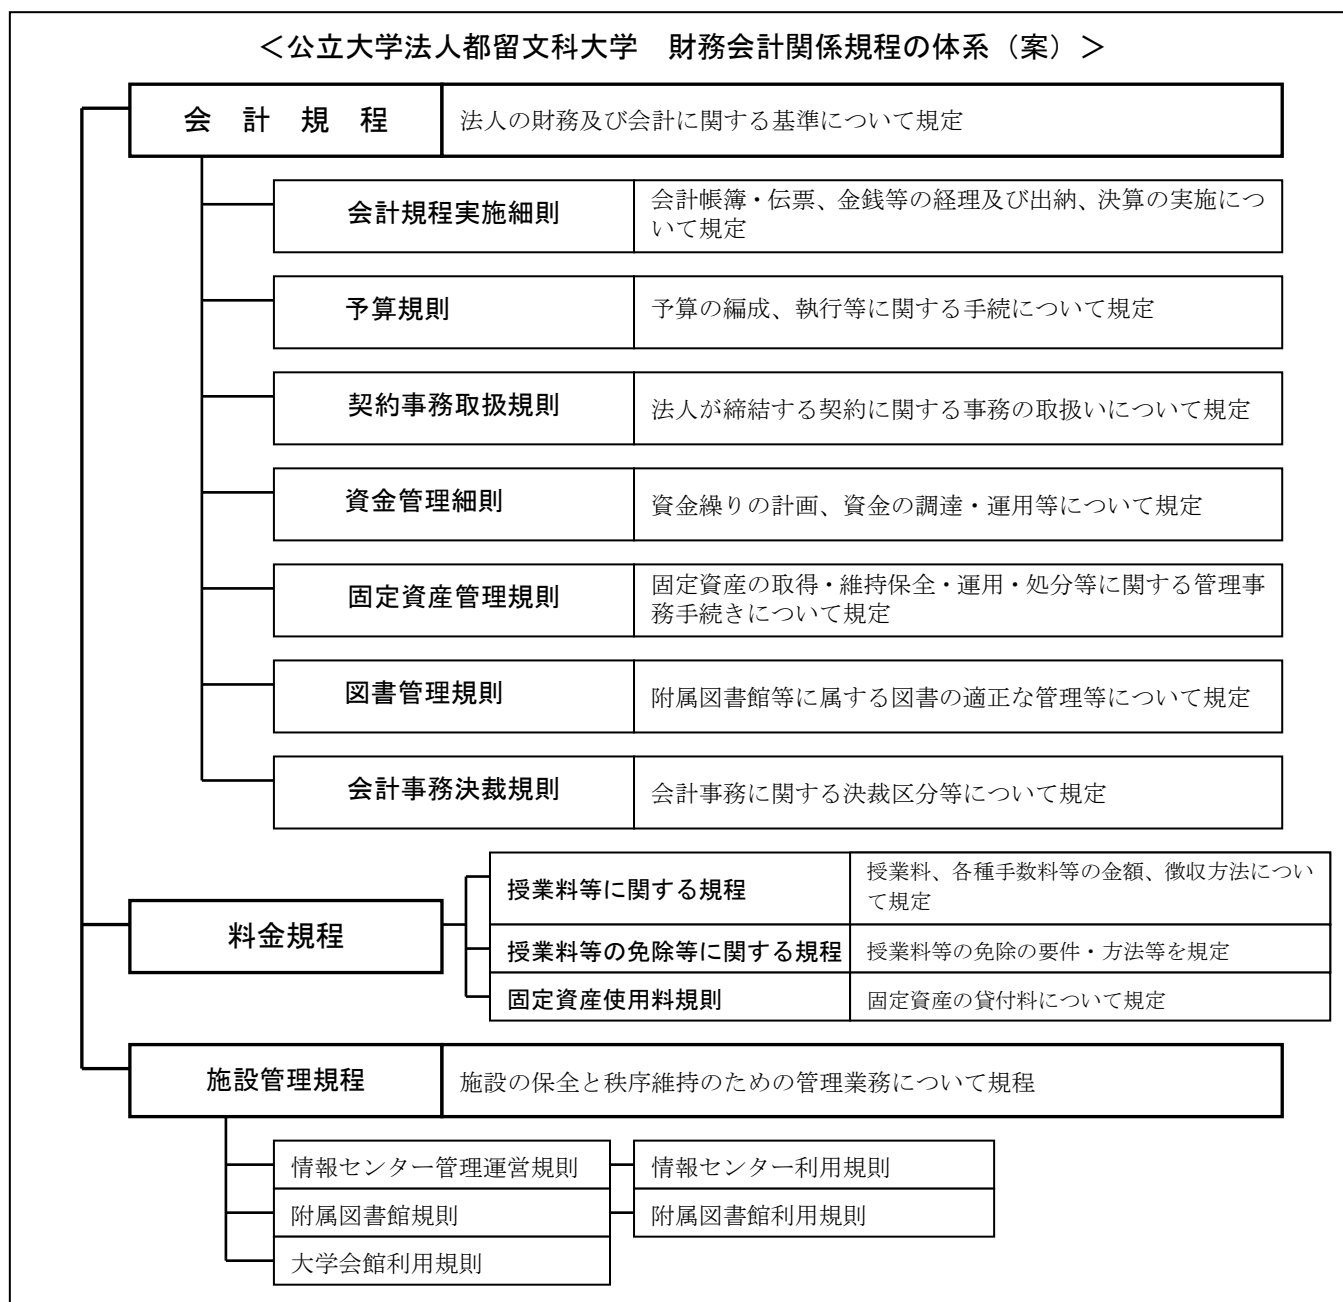 ＜公立大学法人都留文科大学　財務会計関係規程の体系（案）＞
会　計　規　程
法人の財務及び会計に関する基準について規定
会計規程実施細則
会計帳簿・伝票、金銭等の経理及び出納、決算の実施につ
いて規定
予算規則
予算の編成、執行等に関する手続について規定
契約事務取扱規則
法人が締結する契約に関する事務の取扱いについて規定
資金管理細則
資金繰りの計画、資金の調達・運用等について規定
固定資産管理規則
固定資産の取得・維持保全・運用・処分等に関する管理事
務手続きについて規定
図書管理規則
附属図書館等に属する図書の適正な管理等について規定
会計事務決裁規則
会計事務に関する決裁区分等について規定
料金規程
授業料等に関する規程
授業料、各種手数料等の金額、徴収方法につい
て規定
授業料等の免除等に関する規程
授業料等の免除の要件・方法等を規定
固定資産使用料規則
固定資産の貸付料について規定
施設管理規程
施設の保全と秩序維持のための管理業務について規程
情報センター管理運営規則
情報センター利用規則
附属図書館規則
附属図書館利用規則
大学会館利用規則